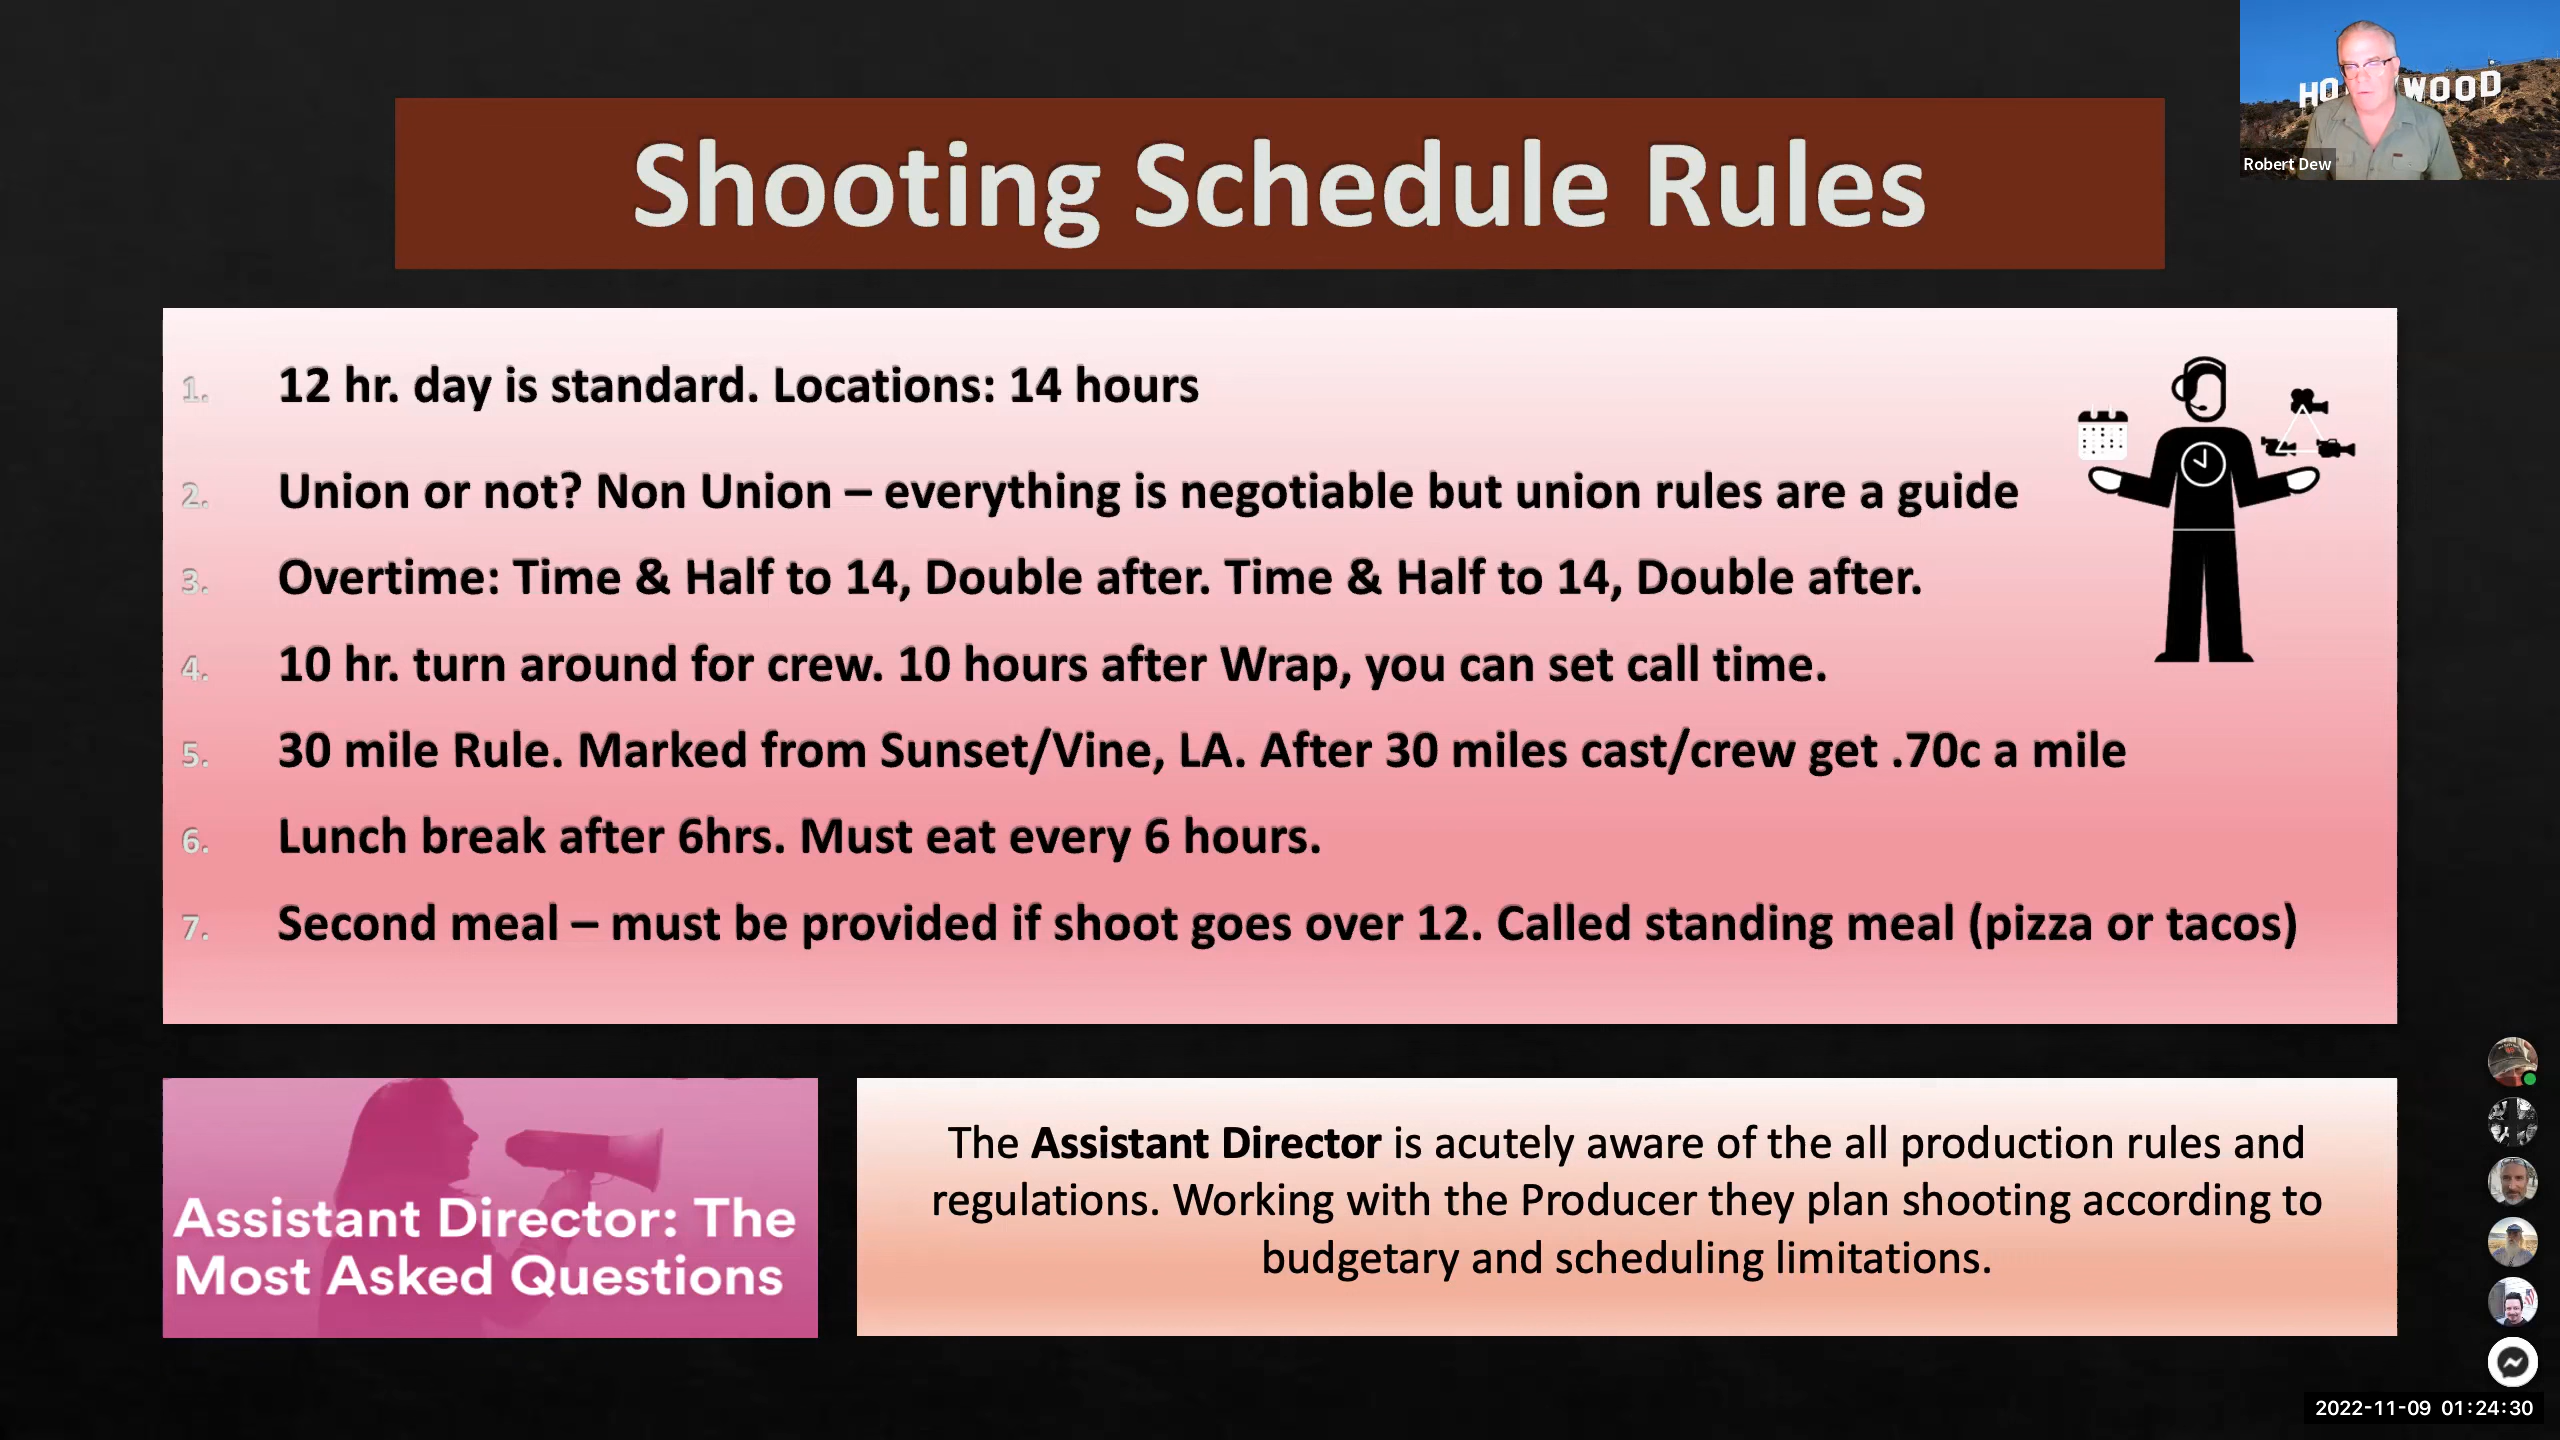 HO WOOD
Robert Dew
Shooting Schedule Rules
1. 12 hr. day is standard. Locations: 14 hours
2. Union or not? Non Union – everything is negotiable but union rules are a guide
3. Overtime: Time & Half to 14, Double after. Time & Half to 14, Double after.
4. 10 hr. turn around for crew. 10 hours after Wrap, you can set call time.
5. 30 mile Rule. Marked from Sunset/Vine, LA. After 30 miles cast/crew get .70c a mile
6. Lunch break after 6hrs. Must eat every 6 hours.
7. Second meal – must be provided if shoot goes over 12. Called standing meal (pizza or tacos)
Assistant Director: The
Most Asked Questions
The Assistant Director is acutely aware of the all production rules and
regulations. Working with the Producer they plan shooting according to
budgetary and scheduling limitations.
2022-11-09 01:24:30